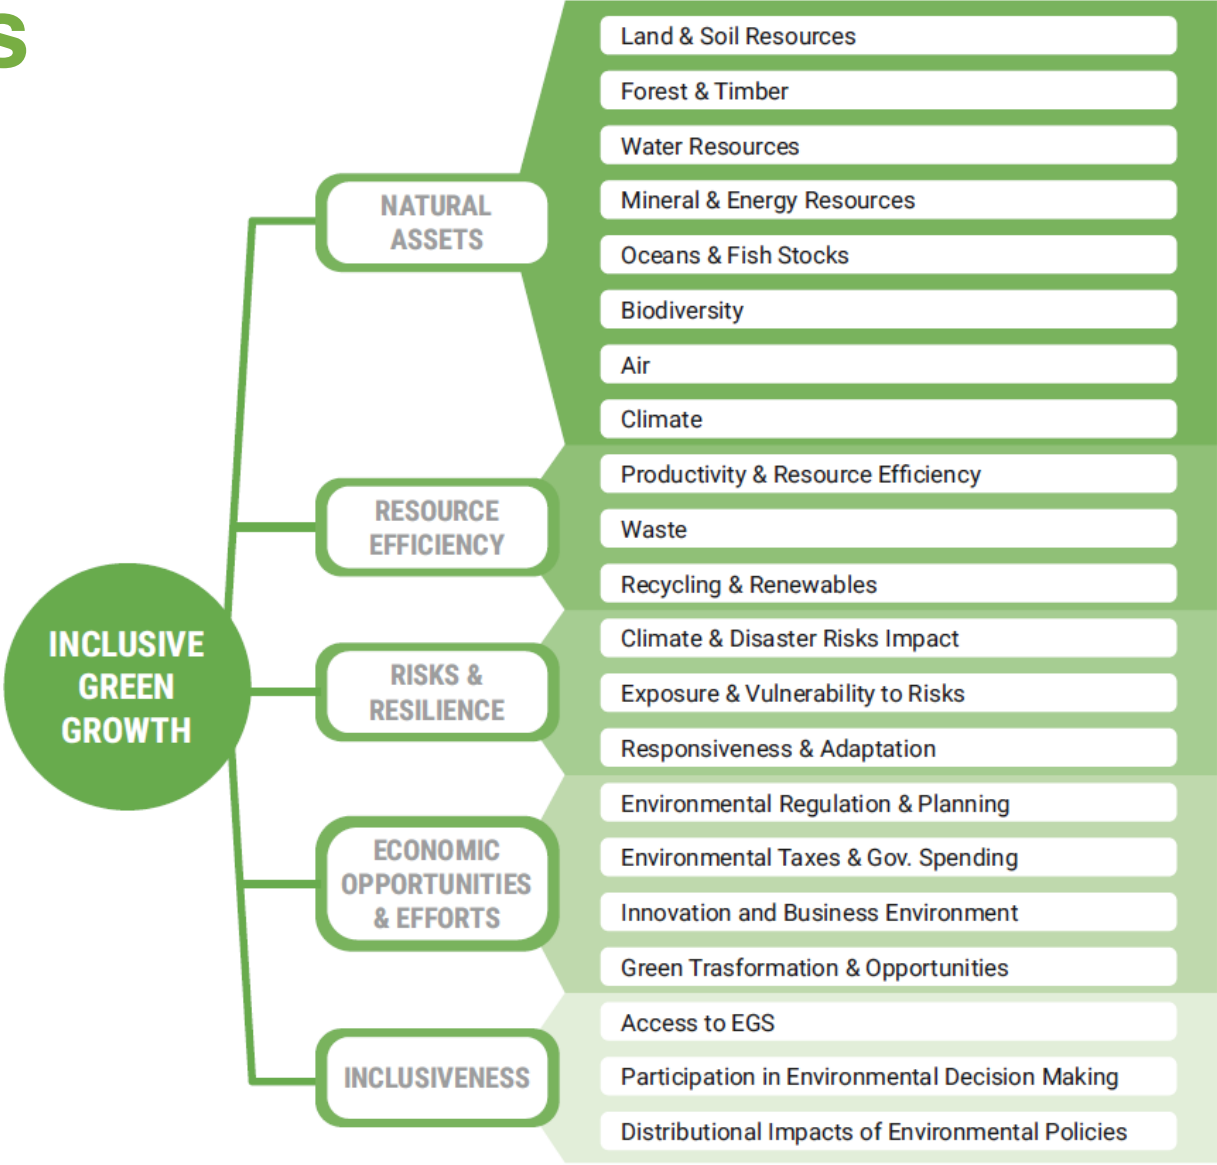 s
INCLUSIVE
GREEN
GROWTH
NATURAL
ASSETS
Land & Soil Resources
Forest & Timber
Water Resources
Mineral & Energy Resources
Oceans & Fish Stocks
Biodiversity
Air
Climate
RESOURCE
EFFICIENCY
Productivity & Resource Efficiency
Waste
Recycling & Renewables
RISKS &
RESILIENCE
Climate & Disaster Risks Impact
Exposure & Vulnerability to Risks
Responsiveness & Adaptation
ECONOMIC
OPPORTUNITIES
& EFFORTS
Environmental Regulation & Planning
Environmental Taxes & Gov. Spending
Innovation and Business Environment
Green Trasformation & Opportunities
INCLUSIVENESS
Access to EGS
Participation in Environmental Decision Making
Distributional Impacts of Environmental Policies